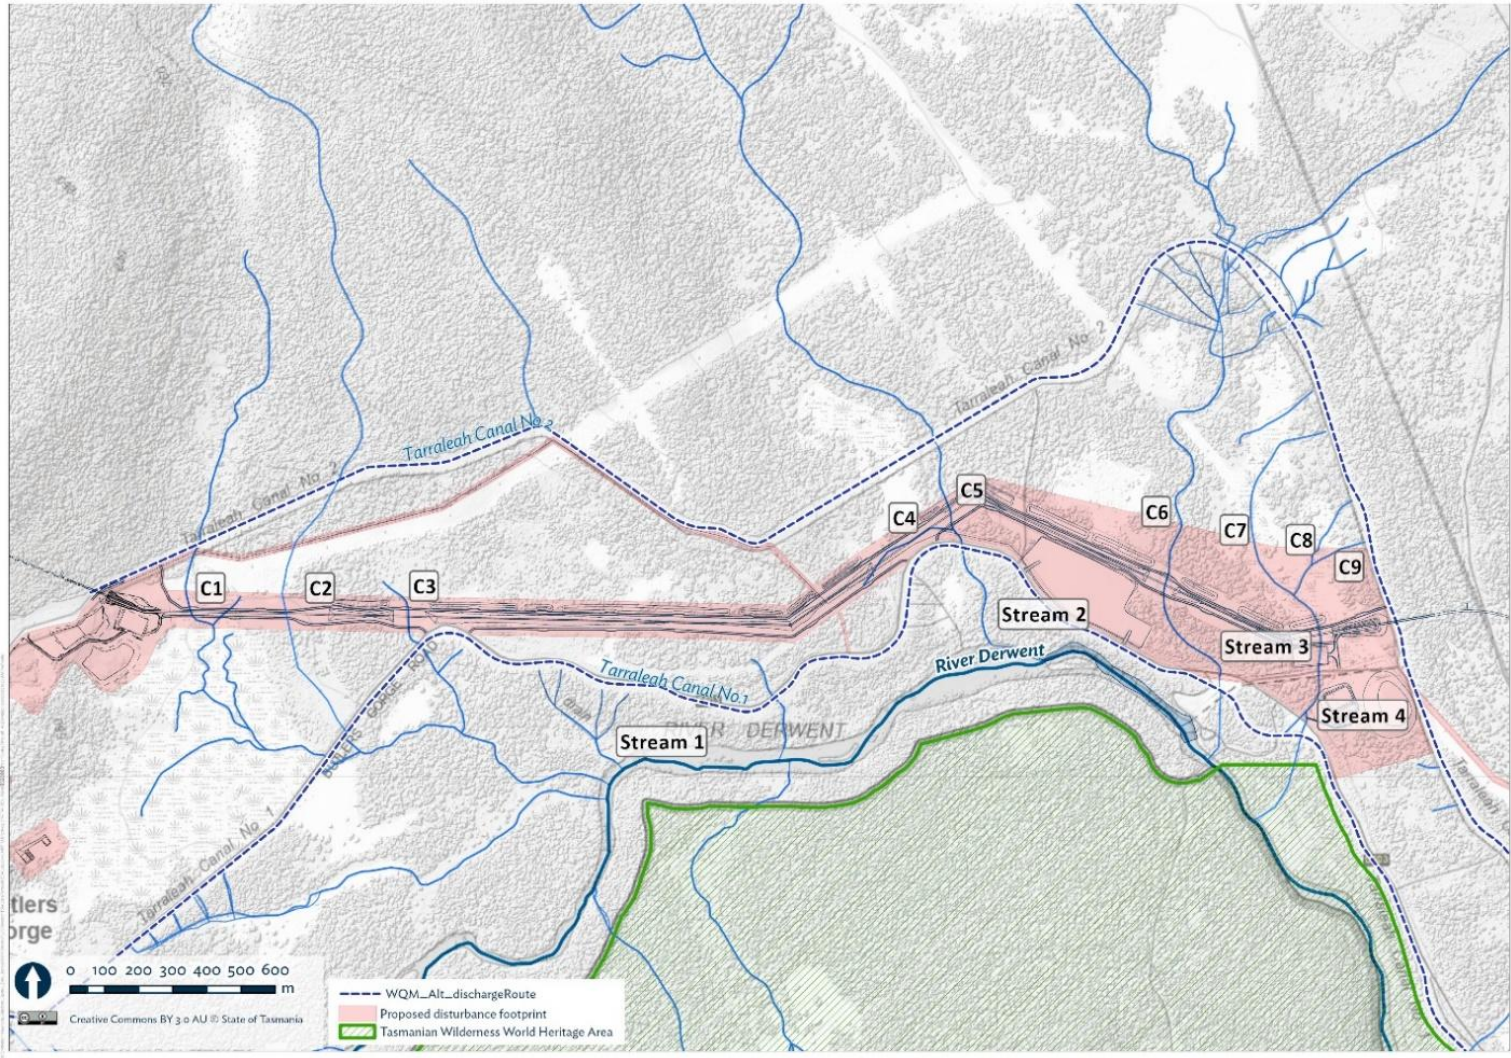 Tarraleah Canal No. 2
Tarraleah Canal No.2
Tarraleah Canal No. 2
C5
C4
C6
C7
C8
C9
C1
C2
C3
Stream 2
Stream 3
River Derwent
Tarraleah Canal No.1
BUTLERS GORGE ROAD
Stream 4
RIVER DERWENT
Stream 1
Tarraleah
Tarraleah Canal No 1
tlers
orge
0 100 200 300 400 500 600
m
WQM_Alt_dischargeRoute
Proposed disturbance footprint
Tasmanian Wilderness World Heritage Area
Creative Commons BY 3.0 AU © State of Tasmania